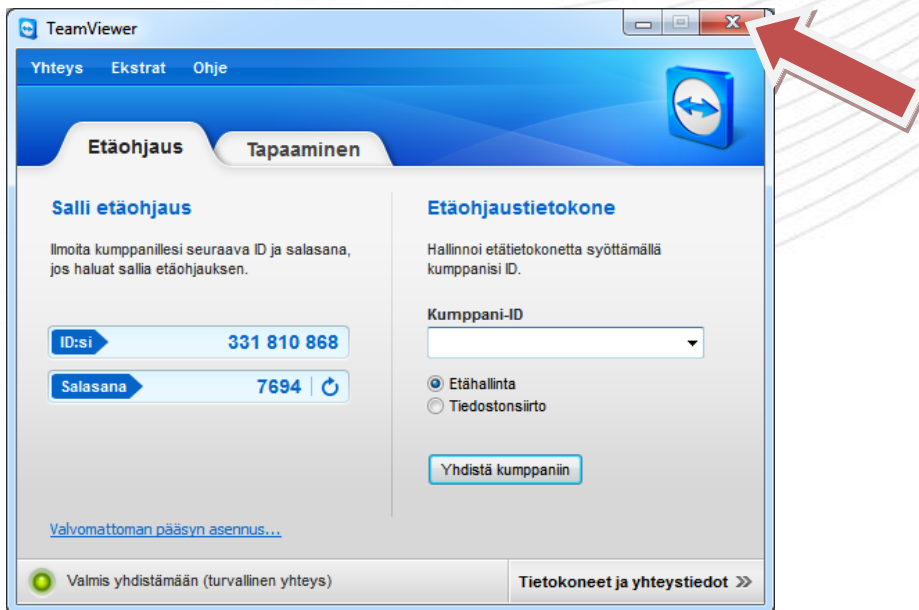 TeamViewer
Yhteys Ekstrat Ohje
Etäohjaus Tapaaminen
Salli etäohjaus
Ilmoita kumppanillesi seuraava ID ja salasana,
jos haluat sallia etäohjauksen.
ID:si 331 810 868
Salasana 7694
Valvomattoman pääsyn asennus...
Etäohjaustietokone
Hallinnoi etätietokonetta syöttämällä
kumppanisi ID.
Kumppani-ID
Etähallinta
Tiedostonsiirto
Yhdistä kumppaniin
Valmis yhdistämään (turvallinen yhteys)
Tietokoneet ja yhteystiedot >>